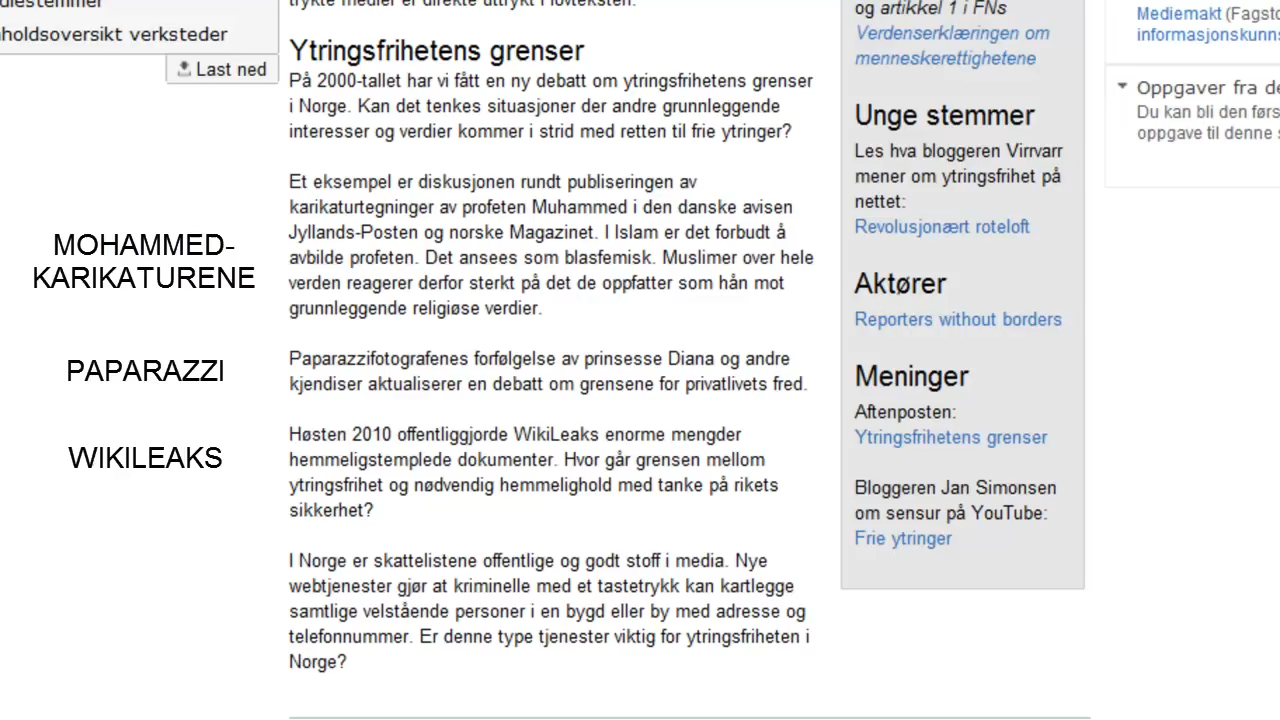 holdsoversikt verksteder
Last ned
MOHAMMED-
KARIKATURENE
PAPARAZZI
WIKILEAKS
trykte medier er direkte uttrykt i lovteksten.
Ytringsfrihetens grenser
På 2000-tallet har vi fått en ny debatt om ytringsfrihetens grenser
i Norge. Kan det tenkes situasjoner der andre grunnleggende
interesser og verdier kommer i strid med retten til frie ytringer?
Et eksempel er diskusjonen rundt publiseringen av
karikaturtegninger av profeten Muhammed i den danske avisen
Jyllands-Posten og norske Magazinet. I Islam er det forbudt å
avbilde profeten. Det ansees som blasfemisk. Muslimer over hele
verden reagerer derfor sterkt på det de oppfatter som hån mot
grunnleggende religiøse verdier.
Paparazzifotografenes forfølgelse av prinsesse Diana og andre
kjendiser aktualiserer en debatt om grensene for privatlivets fred.
Høsten 2010 offentliggjorde WikiLeaks enorme mengder
hemmeligstemplede dokumenter. Hvor går grensen mellom
ytringsfrihet og nødvendig hemmelighold med tanke på rikets
sikkerhet?
I Norge er skattelistene offentlige og godt stoff i media. Nye
webtjenester gjør at kriminelle med et tastetrykk kan kartlegge
samtlige velstående personer i en bygd eller by med adresse og
telefonnummer. Er denne type tjenester viktig for ytringsfriheten i
Norge?
og artikkel 1 i FNs
Verdenserklæringen om
menneskerettighetene
Unge stemmer
Les hva bloggeren Virrvarr
mener om ytringsfrihet på
nettet:
Revolusjonært roteloft
Aktører
Reporters without borders
Meninger
Aftenposten:
Ytringsfrihetens grenser
Bloggeren Jan Simonsen
om sensur på YouTube:
Frie ytringer
Mediemakt (Fagsto
informasjonskunns
Oppgaver fra de
Du kan bli den førs
oppgave til denne s